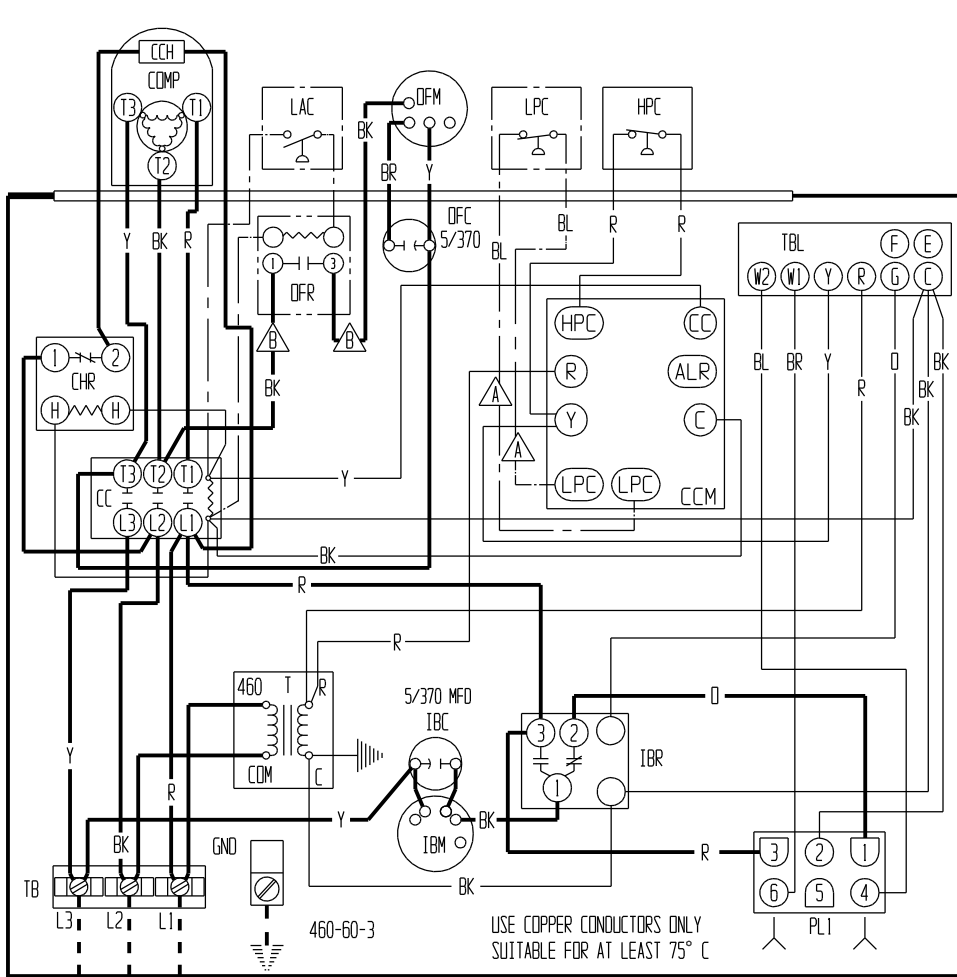 CCH
COMP
T3 T1
T2
LAC
OFM
LPC
HPC
BK
BR Y
OFC
5/370
BL
R R
BL
Y BK R
TBL
F E
W2 W1 Y R G C
1 3
OFR
B B
BK
HPC CC
R ALR
Y C
LPC LPC
CCM
A
A
BL BR Y R O BK
BK
BK
1 2
CHR
H H
T3 T2 T1
CC
L3 L2 L1
Y
BK
R
R
460 T R
COM C
5/370 MFD
IBC
IBM
O
3 2
1
IBR
Y
R
BK
Y
BK
R
BK
GND
TB
L3 L2 L1
460-60-3
3 2 1
6 5 4
PL1
USE COPPER CONDUCTORS ONLY
SUITABLE FOR AT LEAST 75° C